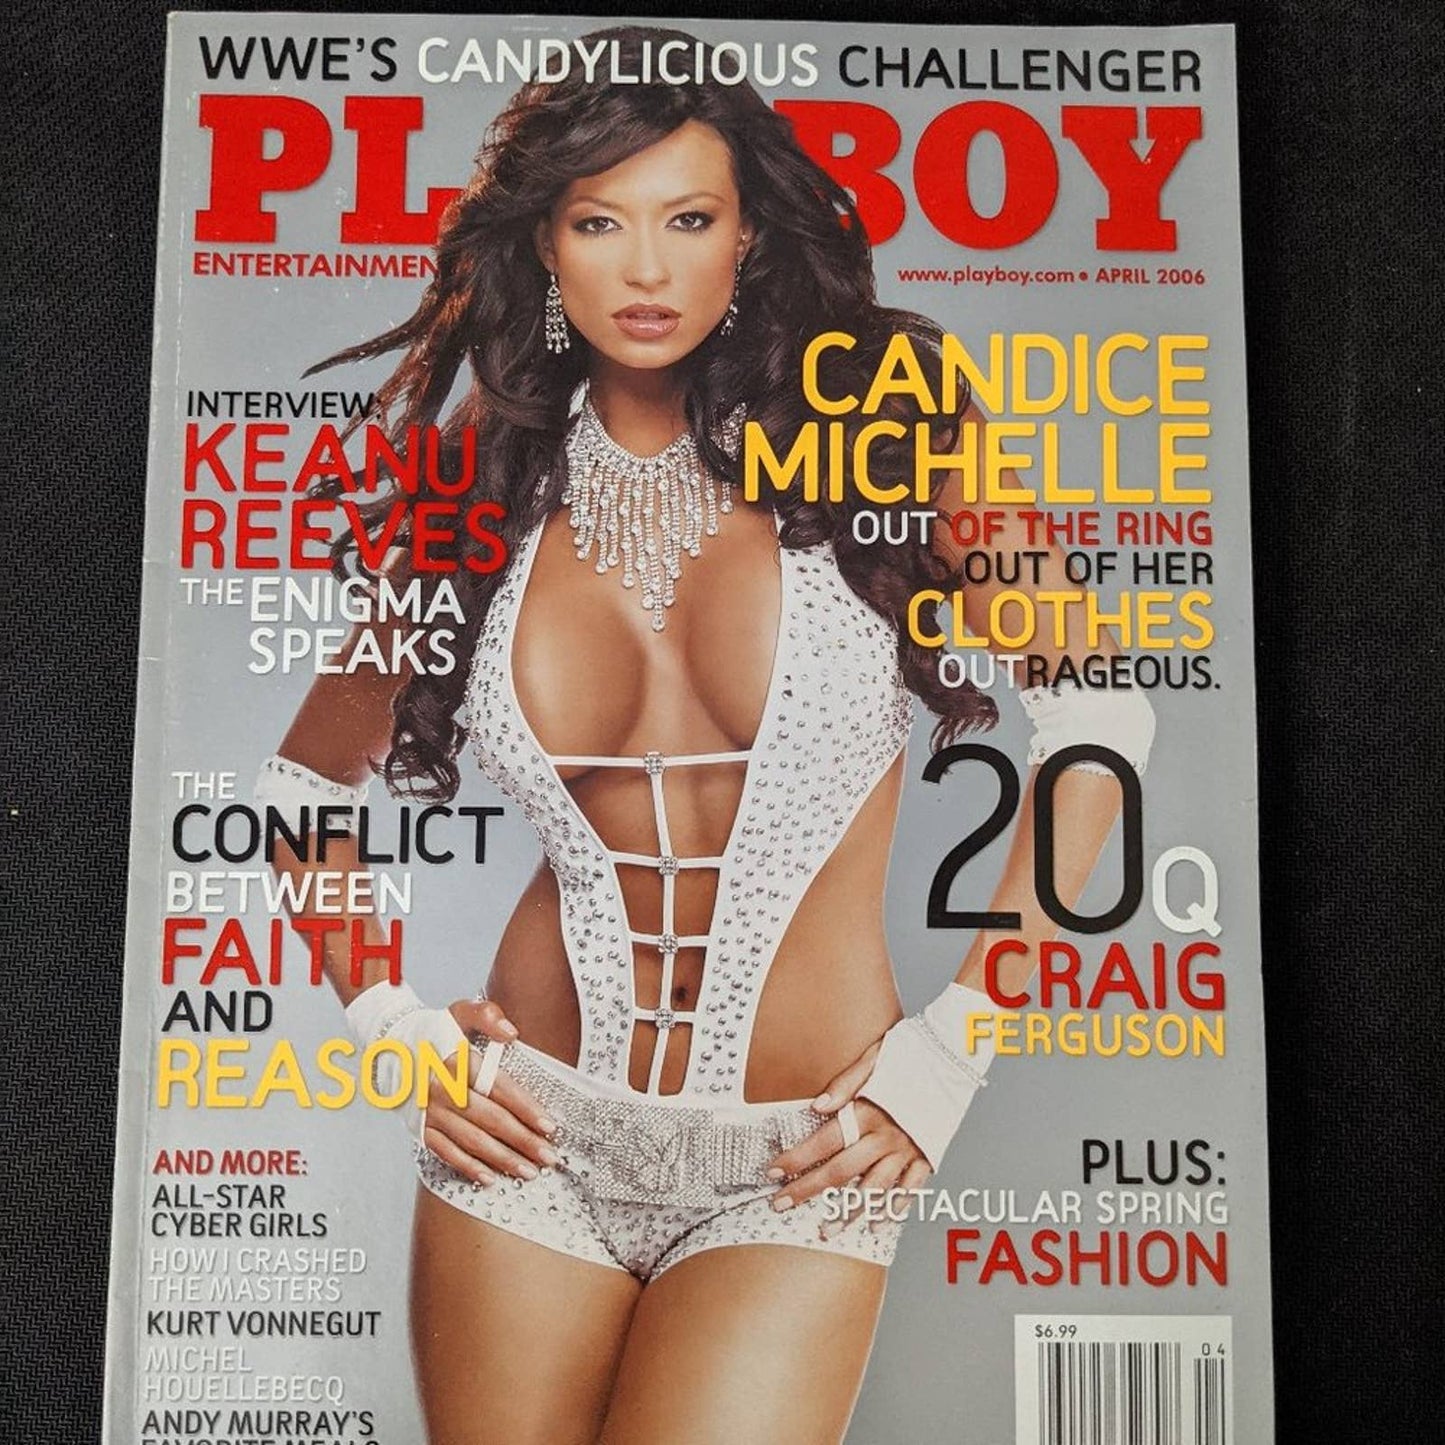 WWE'S CANDYLICIOUS CHALLENGER
PL BOY
ENTERTAINMEN
www.playboy.com • APRIL 2006
INTERVIEW:
KEANU
REEVES
THE ENIGMA
SPEAKS
CANDICE
MICHELLE
OUT OF THE RING
OUT OF HER
CLOTHES
OUTRAGEOUS.
THE
CONFLICT
BETWEEN
FAITH
AND
REASON
20Q
CRAIG
FERGUSON
AND MORE:
ALL-STAR
CYBER GIRLS
HOW I CRASHED
THE MASTERS
KURT VONNEGUT
MICHEL
HOUELLEBECQ
ANDY MURRAY'S
PLUS:
SPECTACULAR SPRING
FASHION
$6.99
04